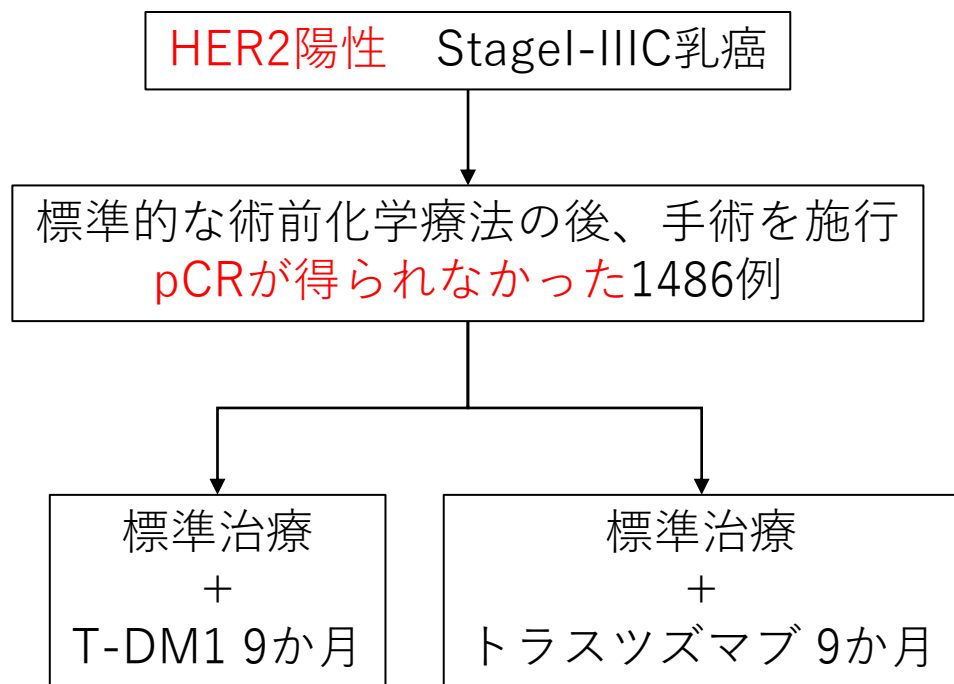 HER2陽性　StageI-IIIC乳癌
標準的な術前化学療法の後、手術を施行
pCRが得られなかった1486例
標準治療
+
T-DM1 9か月
標準治療
+
トラスツズマブ 9か月